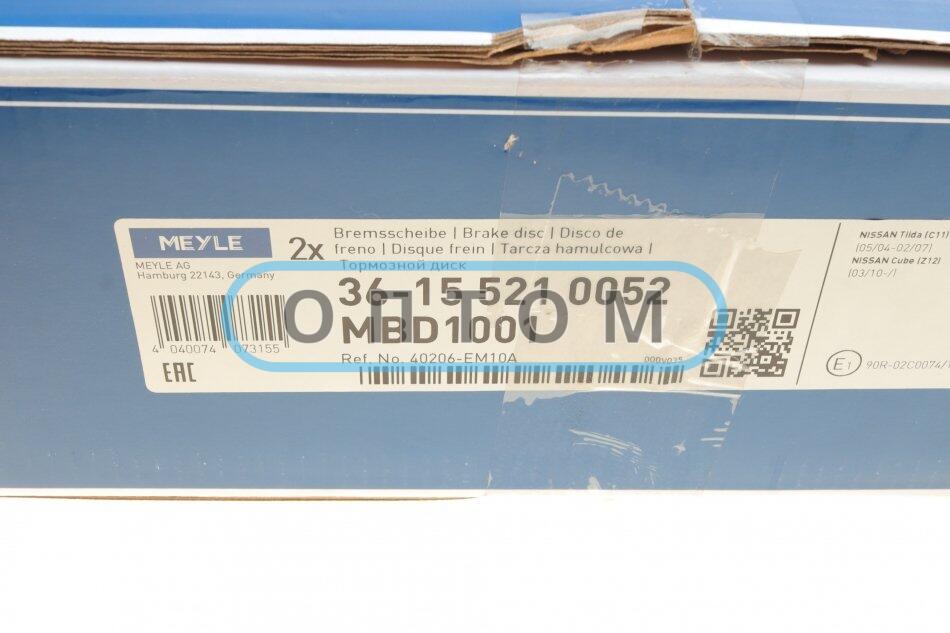 MEYLE
MEYLE AG
Hamburg 22143, Germany
4 040074 073155
EAC
2x
Bremsscheibe | Brake disc | Disco de
freno | Disque frein | Tarcza hamulcowa |
Тормозной диск
36-15 521 0052
MBD1001
Ref. No. 40206-EM10A
ОПТОМ
NISSAN Tiida (C11)
(05/04-02/07)
NISSAN Cube (Z12)
(03/10-/)
E1 90R-02C0074/